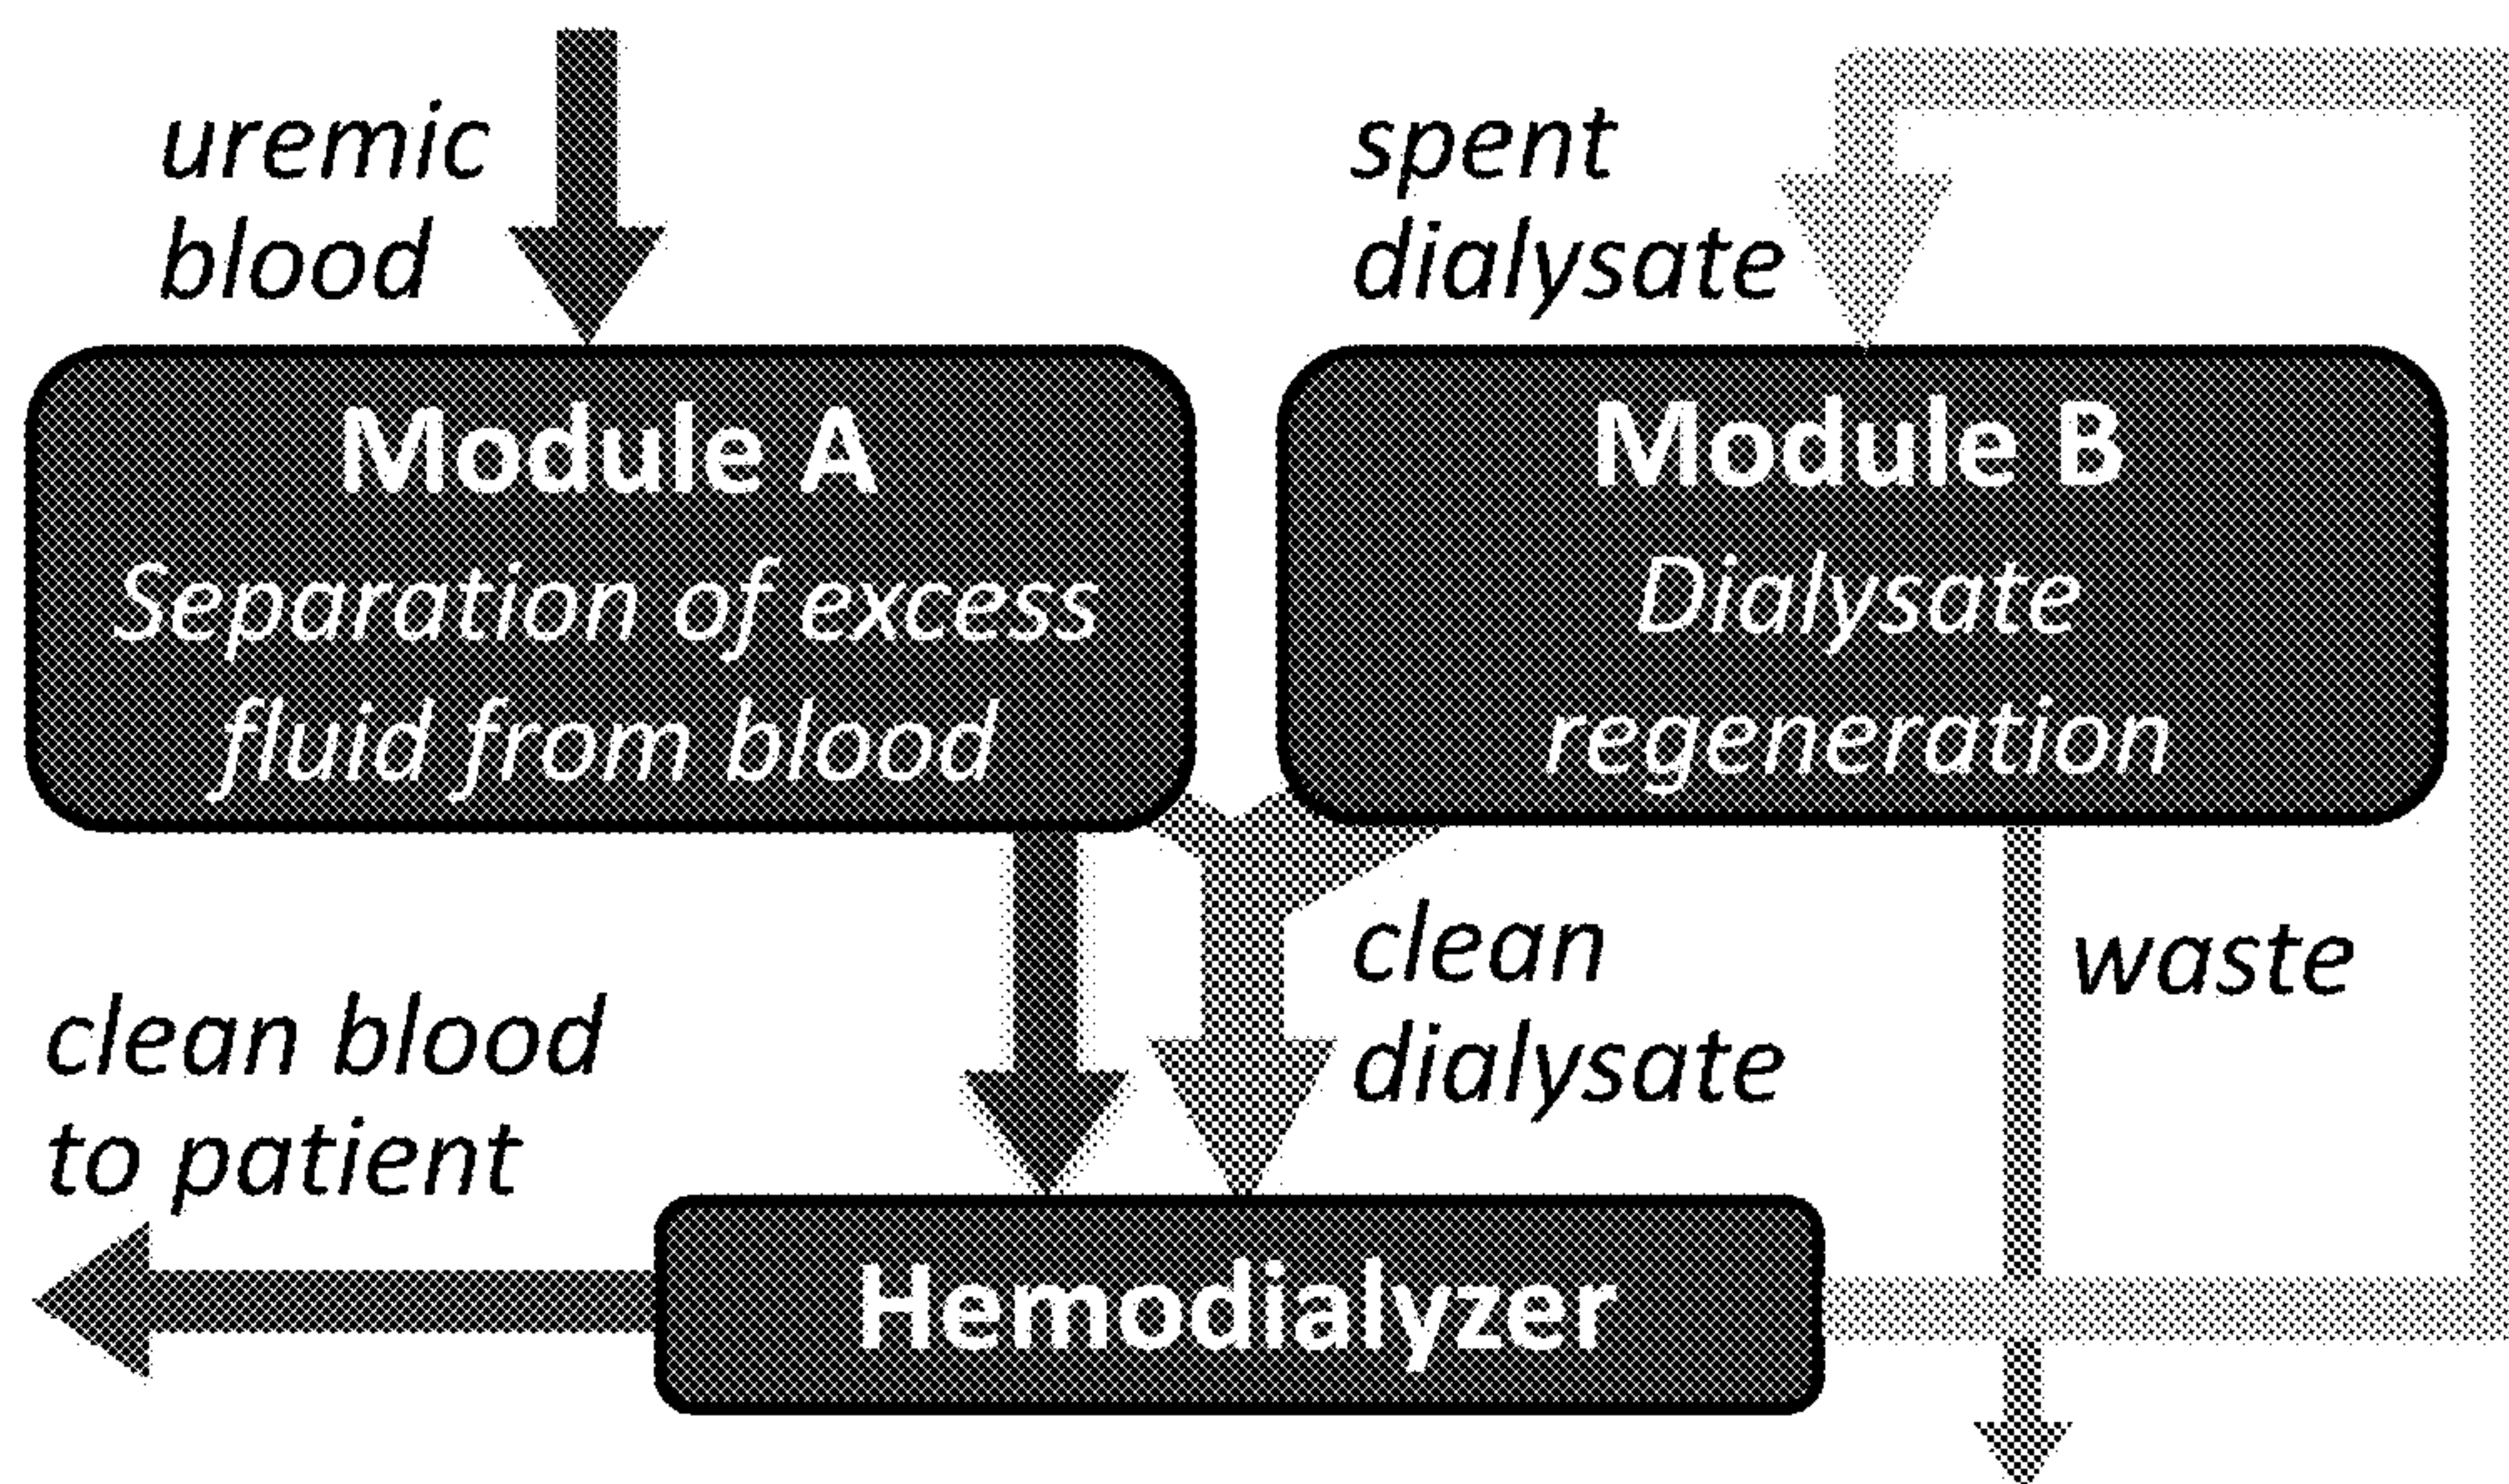 uremic
blood
spent
dialysate
Module A
Separation of excess
fluid from blood
Module B
Dialysate
regeneration
clean
dialysate
waste
clean blood
to patient
Hemodialyzer